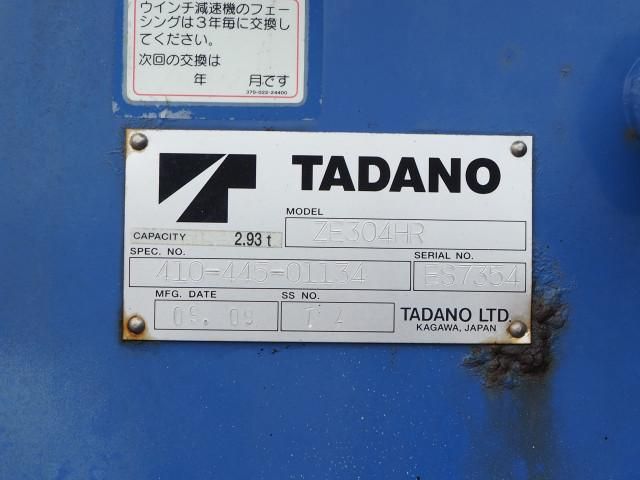 ウインチ減速機のフェー
シングは３年毎に交換し
てください。
次回の交換は
年 月です
370-022-24400
TADANO
MODEL
ZE304HR
CAPACITY 2.93 t
SPEC. NO. SERIAL NO.
410-445-01134 ES7354
MFG. DATE SS NO.
09. 09
TADANO LTD.
KAGAWA, JAPAN